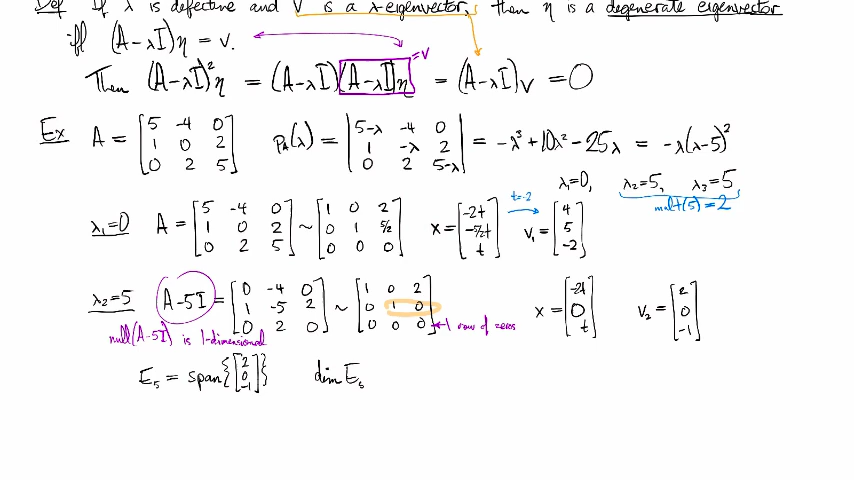 Def If λ is defective and V is a λ-eigenvector, then η is a degenerate eigenvector
iff (A-λI)η = v.
Then (A-λI)²η = (A-λI)(A-λI)η = (A-λI)v = 0
=v
Ex A = [5 -4 0; 1 0 2; 0 2 5] p_A(λ) = |5-λ -4 0; 1 -λ 2; 0 2 5-λ| = -λ³+10λ²-25λ = -λ(λ-5)²
λ₁=0, λ₂=5, λ₃=5
mult(5)=2
λ₁=0 A = [5 -4 0; 1 0 2; 0 2 5] ~ [1 0 2; 0 1 5/2; 0 0 0] x = [-2t; -5/2t; t] t=-2 v₁ = [4; 5; -2]
λ₂=5 A-5I = [0 -4 0; 1 -5 2; 0 2 0] ~ [1 0 2; 0 1 0; 0 0 0] x = [-2t; 0; t] v₂ = [2; 0; -1]
1 row of zeros
null(A-5I) is 1-dimensional
E₅ = span{[2; 0; -1]} dim E₅